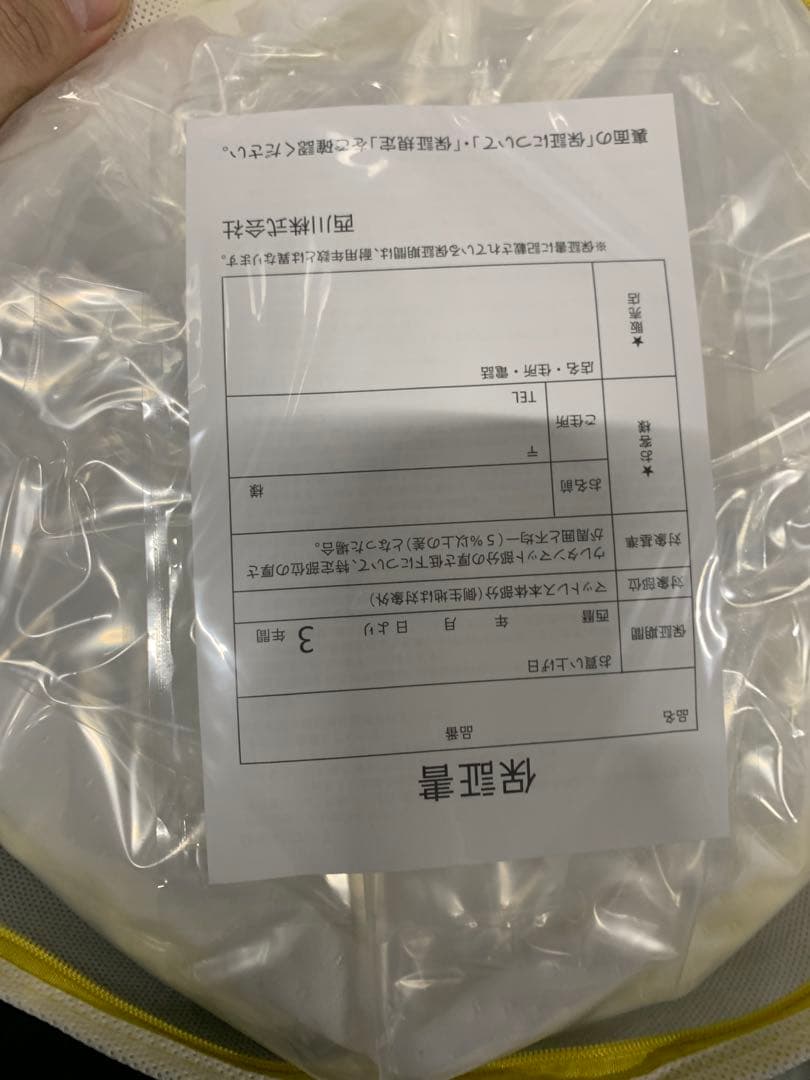 保証書
品名
品番
保証期間
お買い上げ日
西暦 年 月 日より 3 年間
対象部位
マットレス本体部分(側生地は対象外)
対象基準
ウレタンマット部分の厚さ低下について、特定部位の厚さ
が周囲と不均一(5%以上の差)となった場合。
★お客様
お名前
様
ご住所
〒
TEL
★販売店
店名・住所・電話
※保証書に記載されている保証期間は、耐用年数とは異なります。
西川株式会社
裏面の「保証について」・「保証規定」をご確認ください。